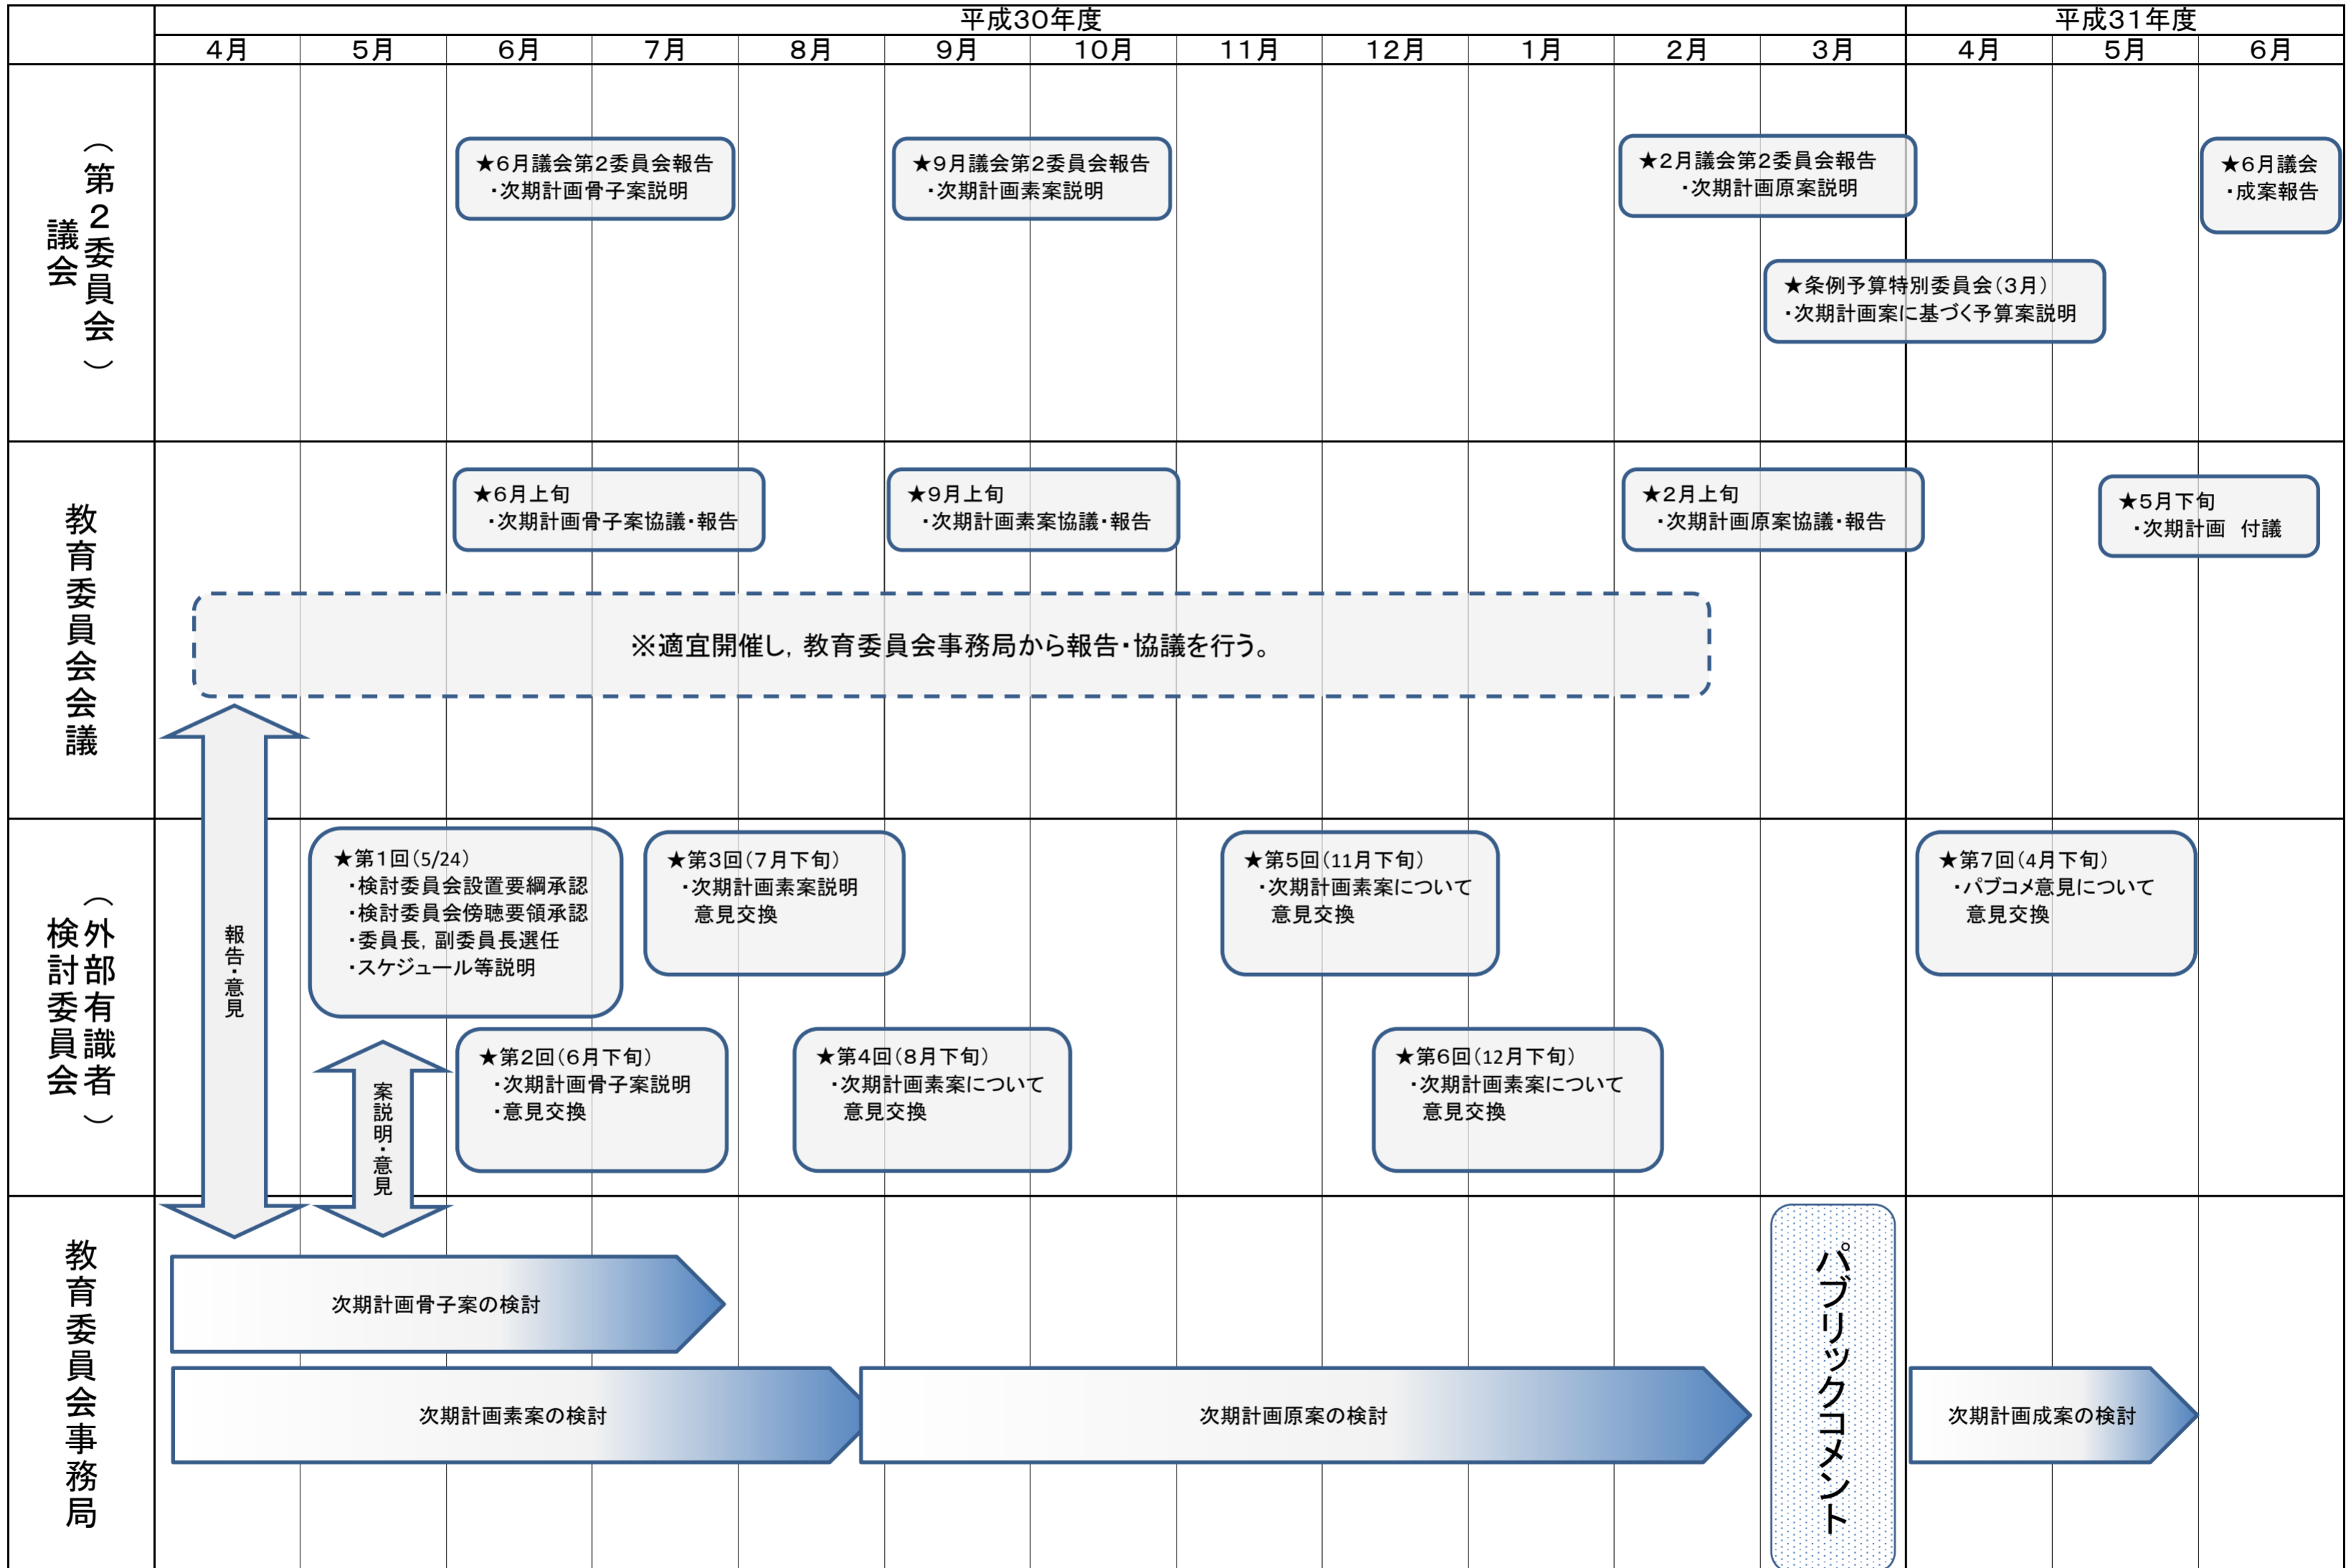 平成30年度
平成31年度
4月
5月
6月
7月
8月
9月
10月
11月
12月
1月
2月
3月
4月
5月
6月
議会
（第2委員会）
★6月議会第2委員会報告
・次期計画骨子案説明
★9月議会第2委員会報告
・次期計画素案説明
★2月議会第2委員会報告
・次期計画原案説明
★6月議会
・成案報告
★条例予算特別委員会（3月）
・次期計画案に基づく予算案説明
教育委員会会議
★6月上旬
・次期計画骨子案協議・報告
★9月上旬
・次期計画素案協議・報告
★2月上旬
・次期計画原案協議・報告
★5月下旬
・次期計画　付議
※適宜開催し，教育委員会事務局から報告・協議を行う。
報告・意見
検討委員会
（外部有識者）
★第1回（5/24）
・検討委員会設置要綱承認
・検討委員会傍聴要領承認
・委員長，副委員長選任
・スケジュール等説明
★第3回（7月下旬）
・次期計画素案説明
意見交換
★第5回（11月下旬）
・次期計画素案について
意見交換
★第7回（4月下旬）
・パブコメ意見について
意見交換
案説明・意見
★第2回（6月下旬）
・次期計画骨子案説明
・意見交換
★第4回（8月下旬）
・次期計画素案について
意見交換
★第6回（12月下旬）
・次期計画素案について
意見交換
教育委員会事務局
次期計画骨子案の検討
次期計画素案の検討
次期計画原案の検討
パブリックコメント
次期計画成案の検討